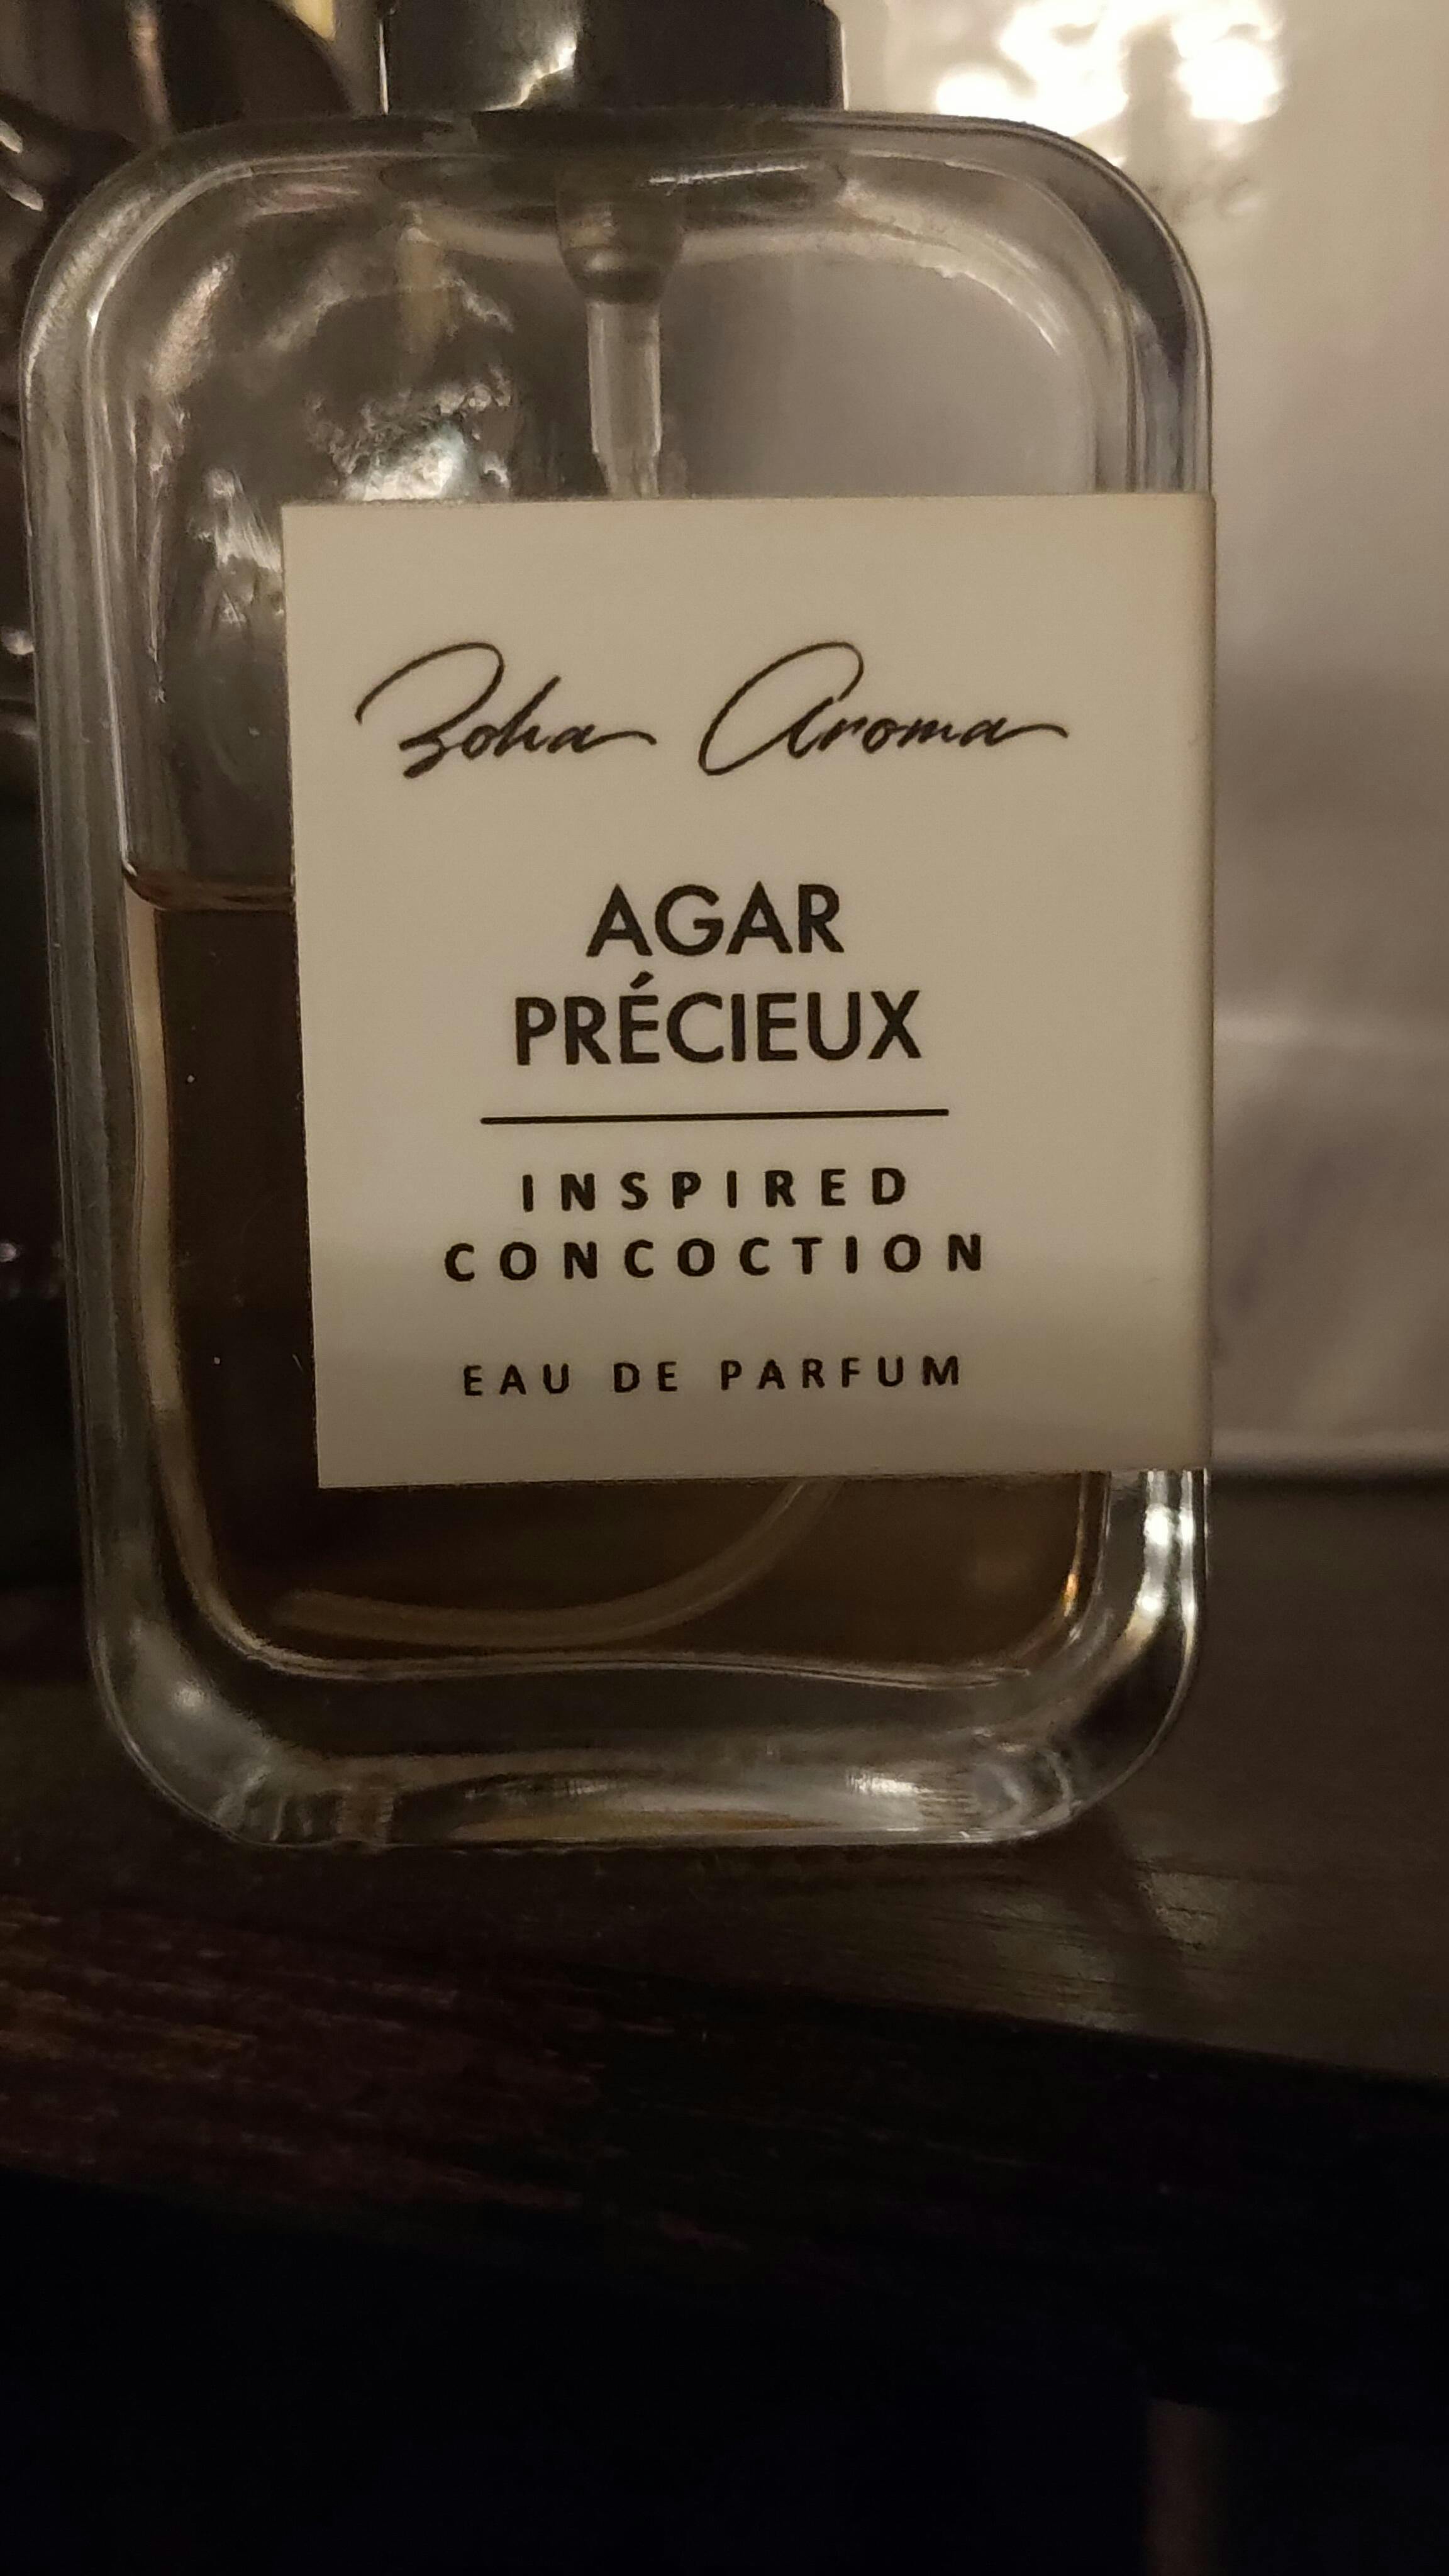 Zoha Aroma
AGAR
PRÉCIEUX
INSPIRED
CONCOCTION
EAU DE PARFUM